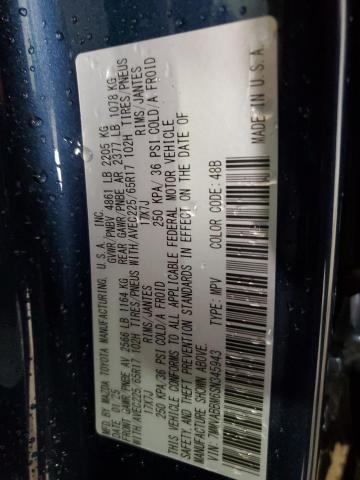 MFD. BY MAZDA TOYOTA MANUFACTURING, U.S.A., INC.
DATE: 01/25 GVWR/PNBV 4861 LB 2205 KG
FRONT GAWR/PNBE AV 2566 LB 1164 KG REAR GAWR/PNBE AR 2377 LB 1078 KG
WITH/AVEC225/65R17 102H TIRES/PNEUS WITH/AVEC225/65R17 102H TIRES/PNEUS
17X7J RIMS/JANTES 17X7J RIMS/JANTES
250 KPA/36 PSI COLD/A FROID 250 KPA/ 36 PSI COLD/A FROID
THIS VEHICLE CONFORMS TO ALL APPLICABLE FEDERAL MOTOR VEHICLE
SAFETY AND THEFT PREVENTION STANDARDS IN EFFECT ON THE DATE OF
MANUFACTURE SHOWN ABOVE.
VIN: TYPE: MPV COLOR CODE: 48B
MADE IN U.S.A.